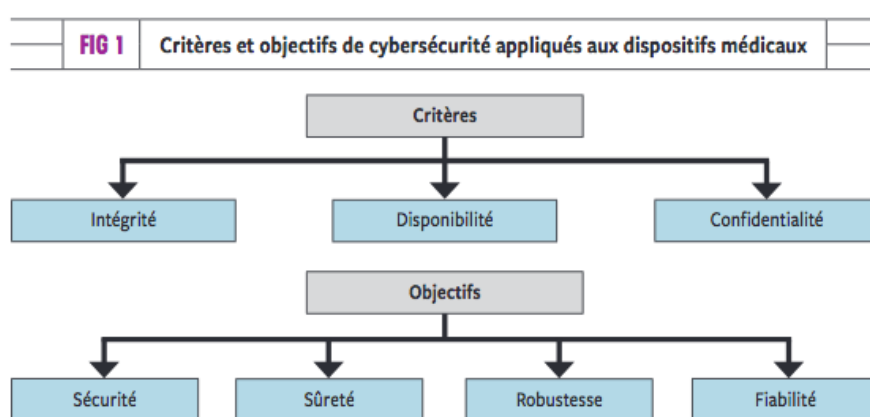 FIG 1 Critères et objectifs de cybersécurité appliqués aux dispositifs médicaux
Critères
Intégrité Disponibilité Confidentialité
Objectifs
Sécurité Sûreté Robustesse Fiabilité